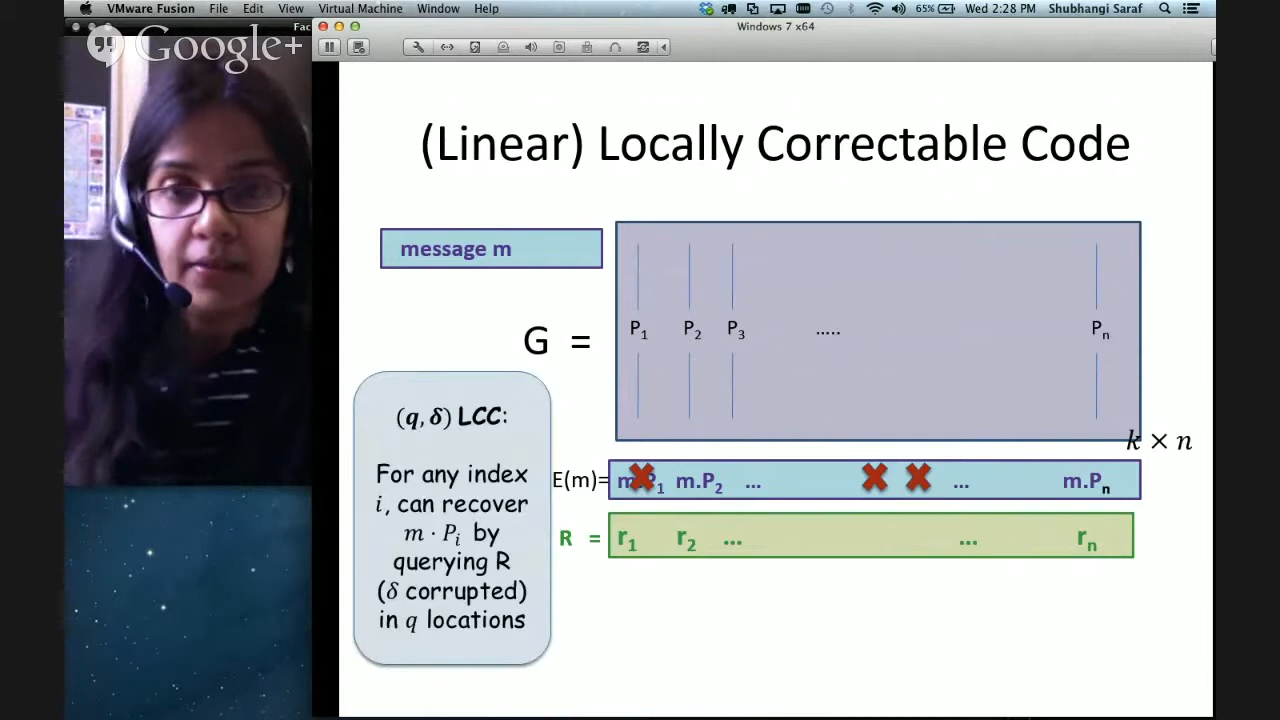 VMware Fusion File Edit View Virtual Machine Window Help 65% Wed 2:28 PM Shubhangi Saraf
Fac
Windows 7 x64
Google+
(Linear) Locally Correctable Code
message m
G =
P1 P2 P3 ..... Pn
k × n
(q, δ) LCC:
For any index
i, can recover
m · Pi by
querying R
(δ corrupted)
in q locations
E(m)= m.P1 m.P2 ... ... m.Pn
R = r1 r2 ... ... rn